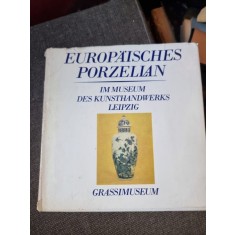 EUROPÄISCHES
PORZELLAN
IM MUSEUM
DES KUNSTHANDWERKS
LEIPZIG
GRASSIMUSEUM